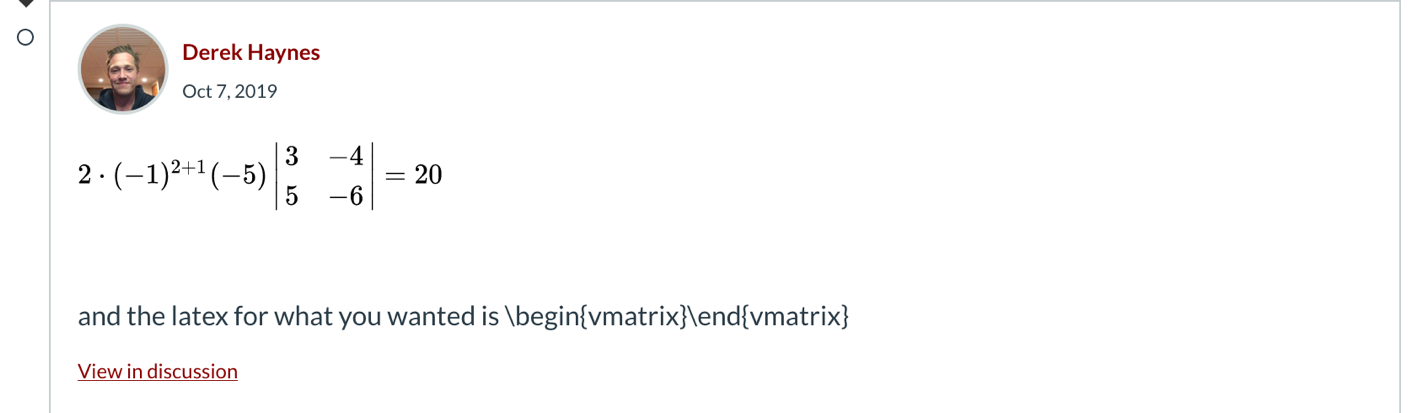 Derek Haynes
Oct 7, 2019
2 · (−1)²⁺¹(−5) |3 −4|
|5 −6| = 20
and the latex for what you wanted is \begin{vmatrix}\end{vmatrix}
View in discussion